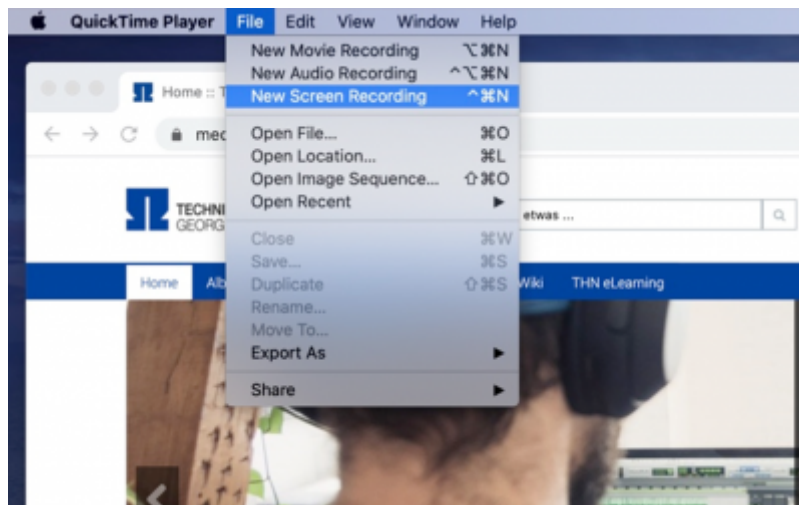 QuickTime Player File Edit View Window Help
New Movie Recording ⌥⌘N
New Audio Recording ^⌥⌘N
New Screen Recording ^⌘N
Open File... ⌘O
Open Location... ⌘L
Open Image Sequence... ⇧⌘O
Open Recent ▶
Close ⌘W
Save... ⌘S
Duplicate ⇧⌘S
Rename...
Move To...
Export As ▶
Share ▶
Home :: T
med
TECHNI
GEORG
etwas ...
Home Alb Wiki THN eLearning